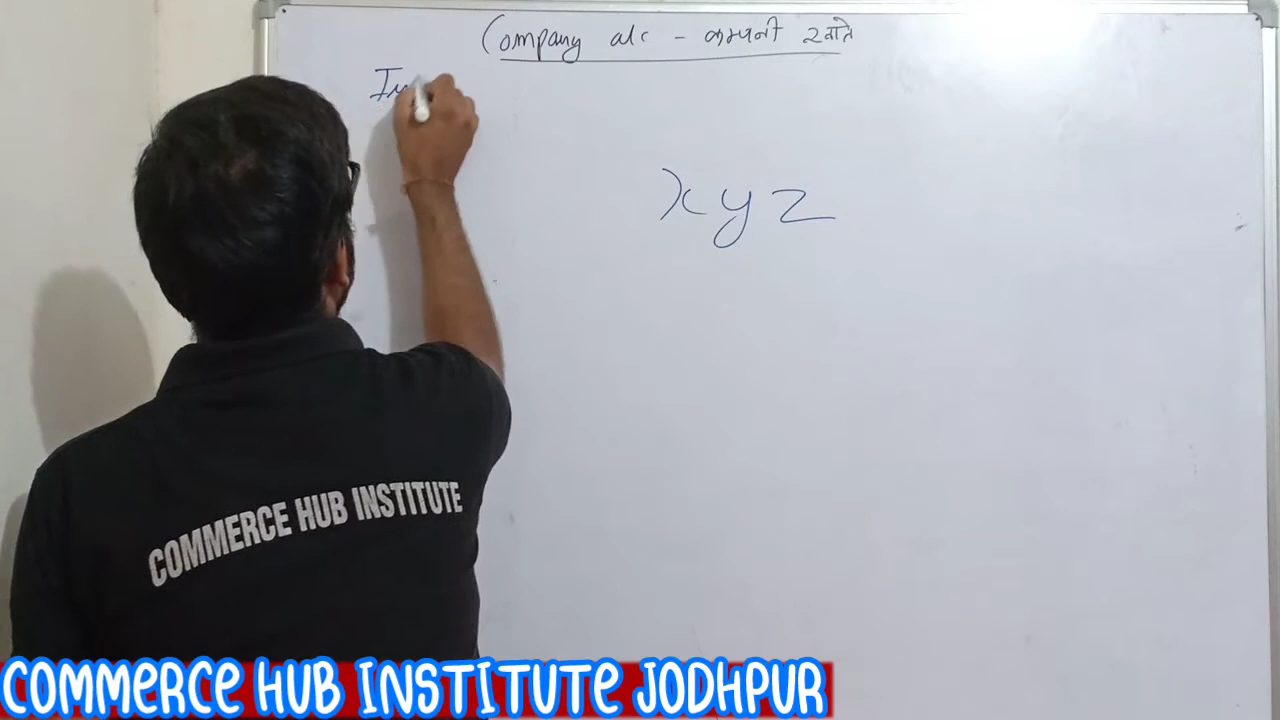 Company a/c - कम्पनी खाते
x y z
COMMERCE HUB INSTITUTE
COMMERCE HUB INSTITUTE JODHPUR